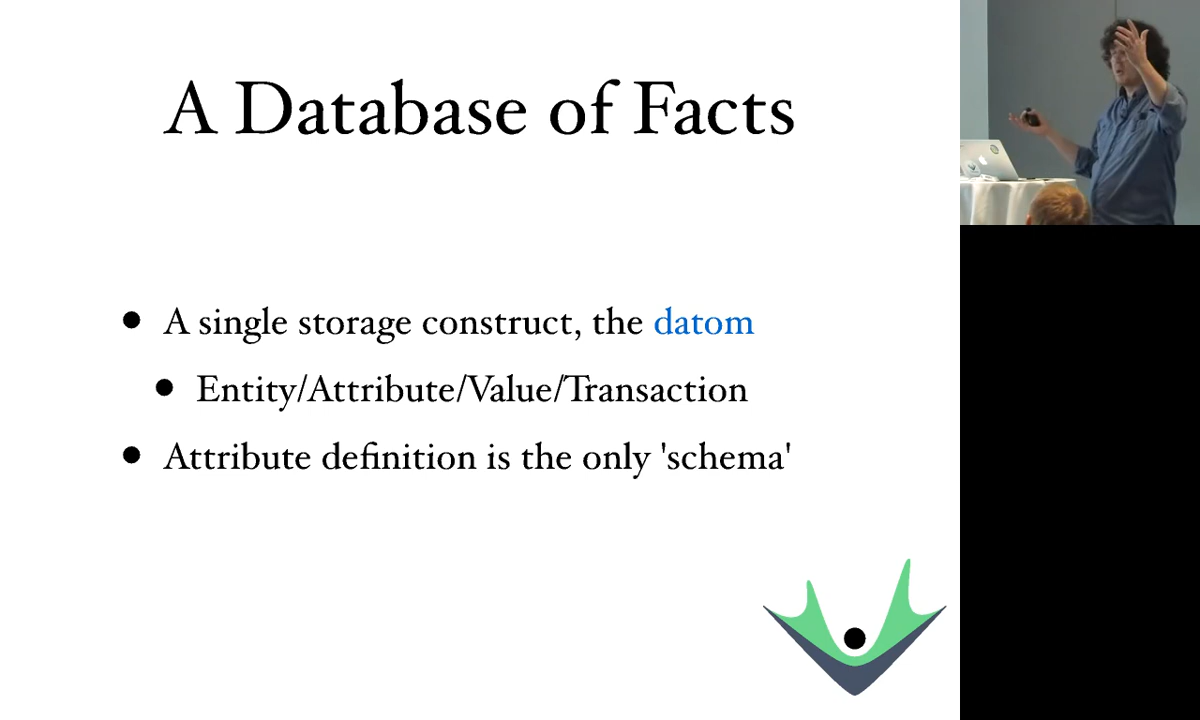 A Database of Facts
A single storage construct, the datom
Entity/Attribute/Value/Transaction
Attribute definition is the only 'schema'